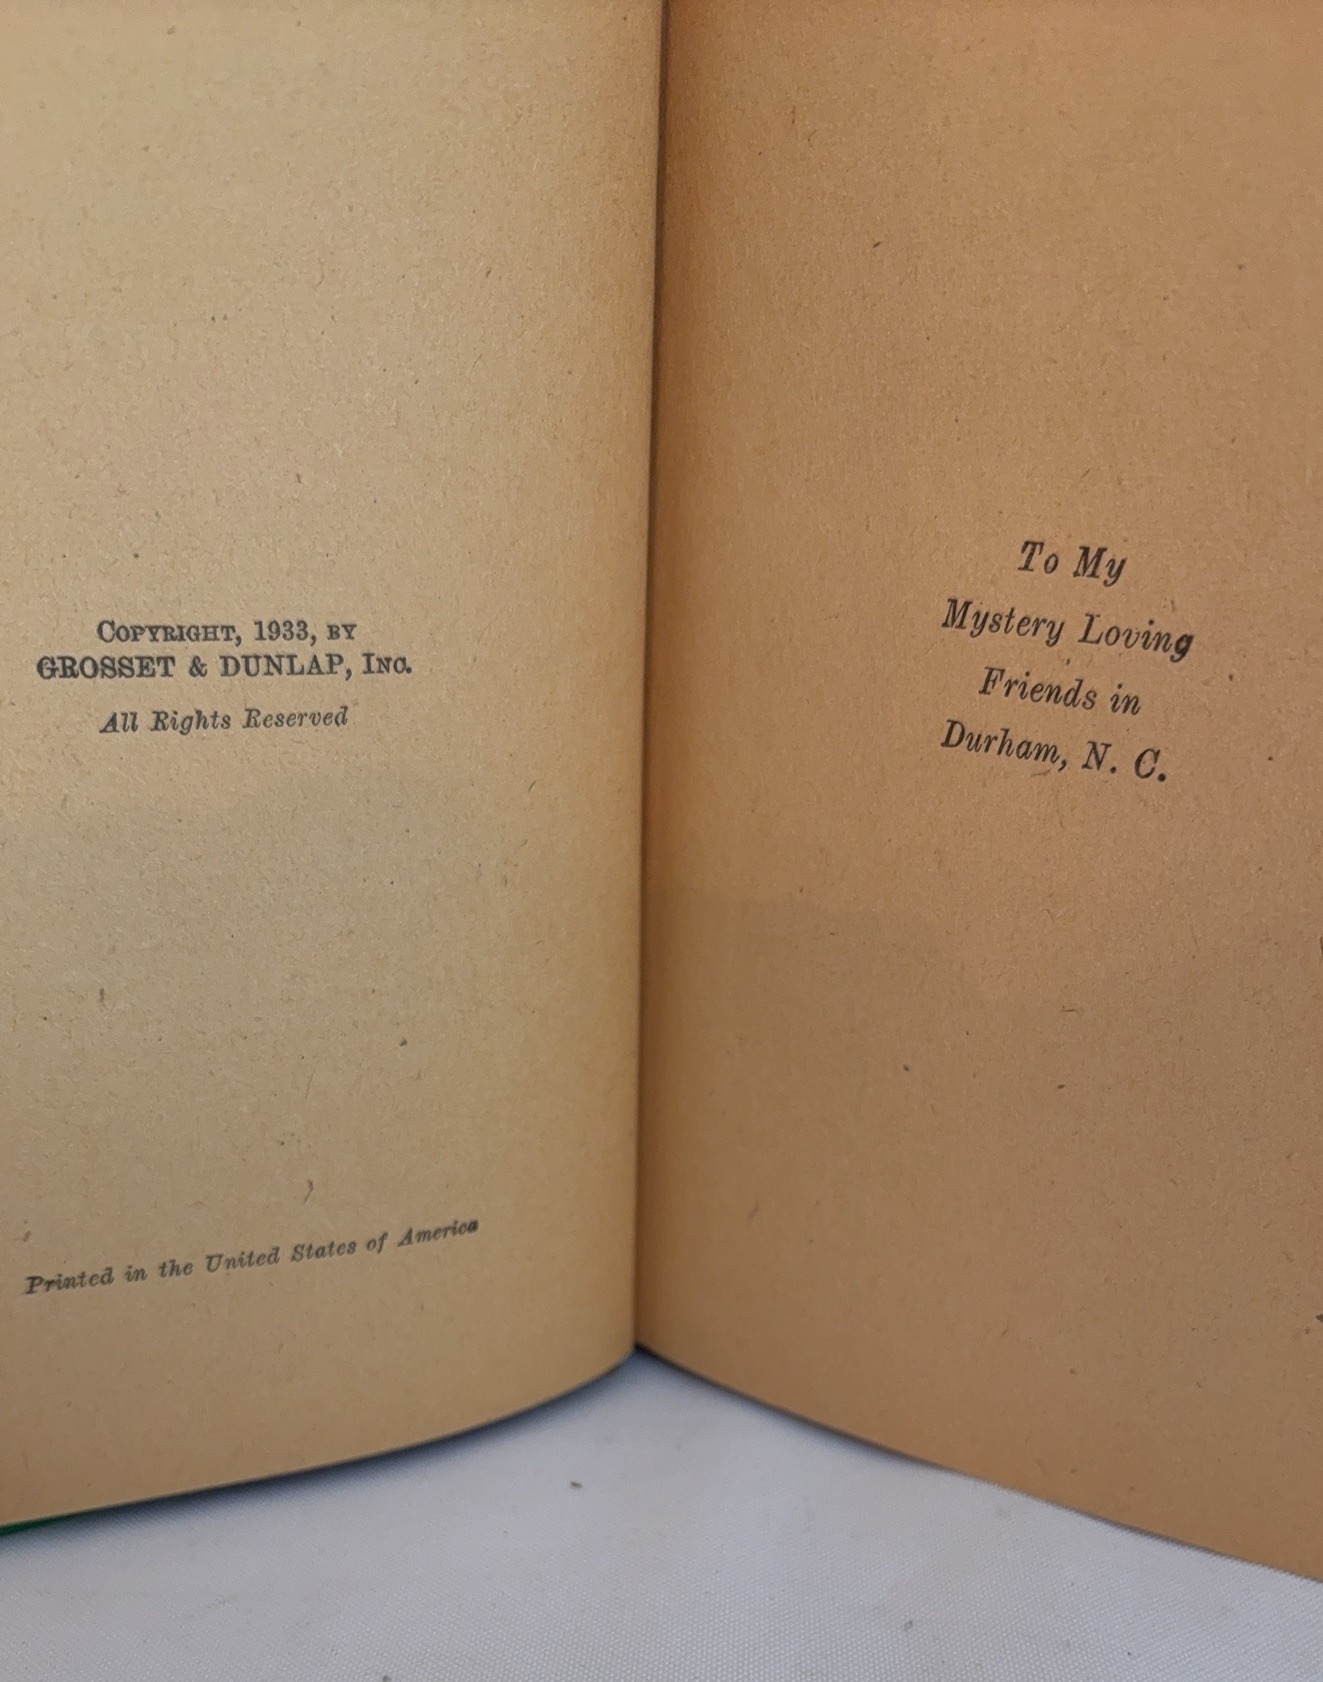 COPYRIGHT, 1933, BY
GROSSET & DUNLAP, INC.
All Rights Reserved
Printed in the United States of America
To My
Mystery Loving
Friends in
Durham, N. C.